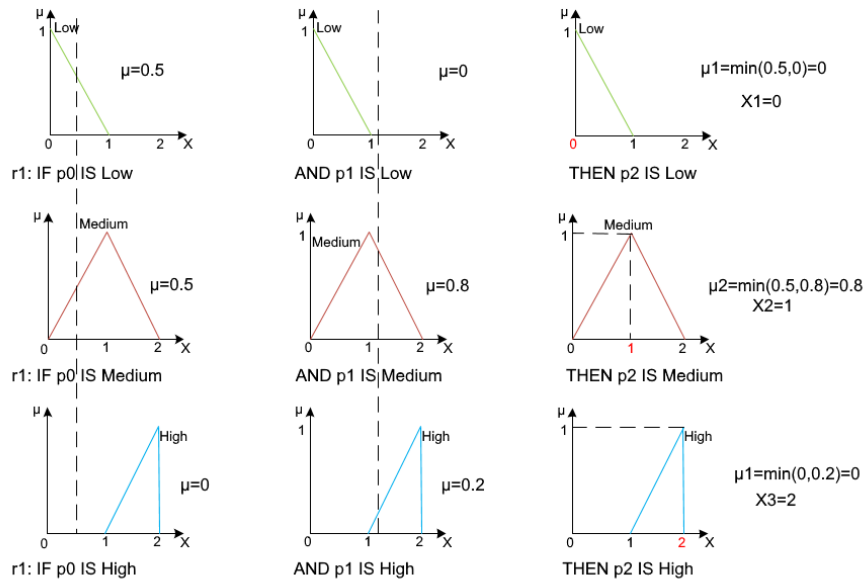 μ
Low
1
μ=0.5
0
1
2
X
r1: IF p0 IS Low
μ
Low
1
μ=0
0
1
2
X
AND p1 IS Low
μ
Low
1
μ1=min(0.5,0)=0
X1=0
0
1
2
X
THEN p2 IS Low
μ
Medium
μ=0.5
0
1
2
X
r1: IF p0 IS Medium
μ
1
Medium
μ=0.8
0
1
2
X
AND p1 IS Medium
μ
Medium
1
μ2=min(0.5,0.8)=0.8
X2=1
0
1
2
X
THEN p2 IS Medium
μ
1
High
μ=0
0
1
2
X
r1: IF p0 IS High
μ
1
High
μ=0.2
0
1
2
X
AND p1 IS High
μ
1
High
μ1=min(0,0.2)=0
X3=2
0
1
2
X
THEN p2 IS High